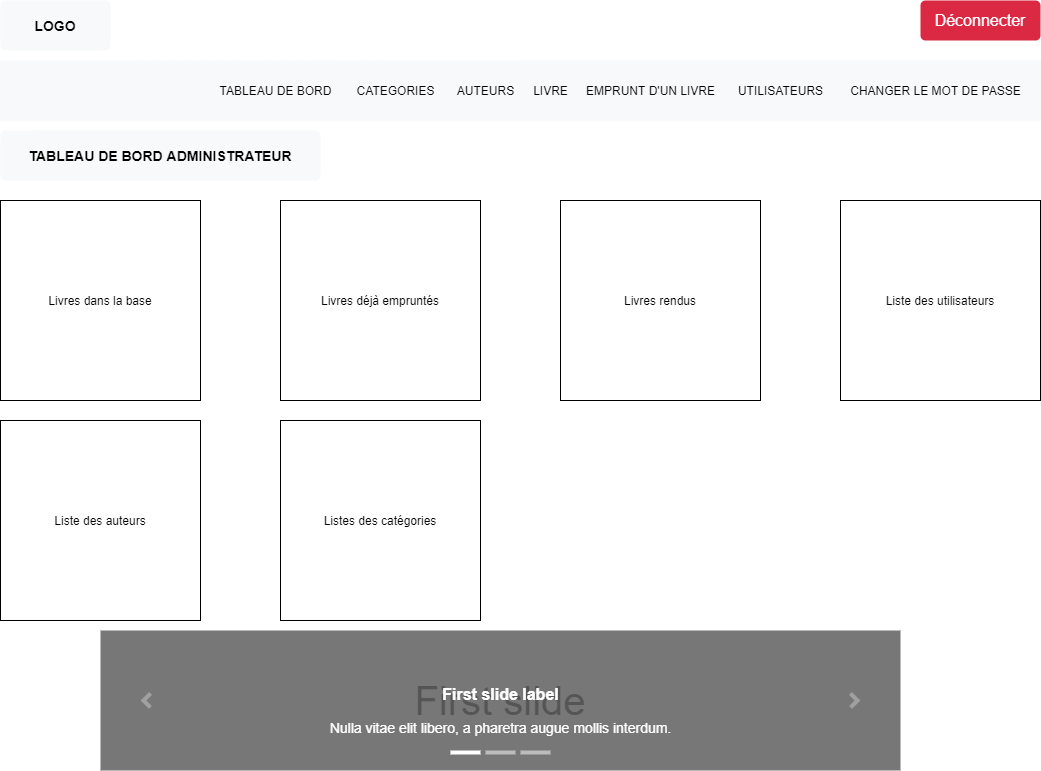 LOGO
Déconnecter
TABLEAU DE BORD CATEGORIES AUTEURS LIVRE EMPRUNT D'UN LIVRE UTILISATEURS CHANGER LE MOT DE PASSE
TABLEAU DE BORD ADMINISTRATEUR
Livres dans la base
Livres déjà empruntés
Livres rendus
Liste des utilisateurs
Liste des auteurs
Listes des catégories
First slide
First slide label
Nulla vitae elit libero, a pharetra augue mollis interdum.